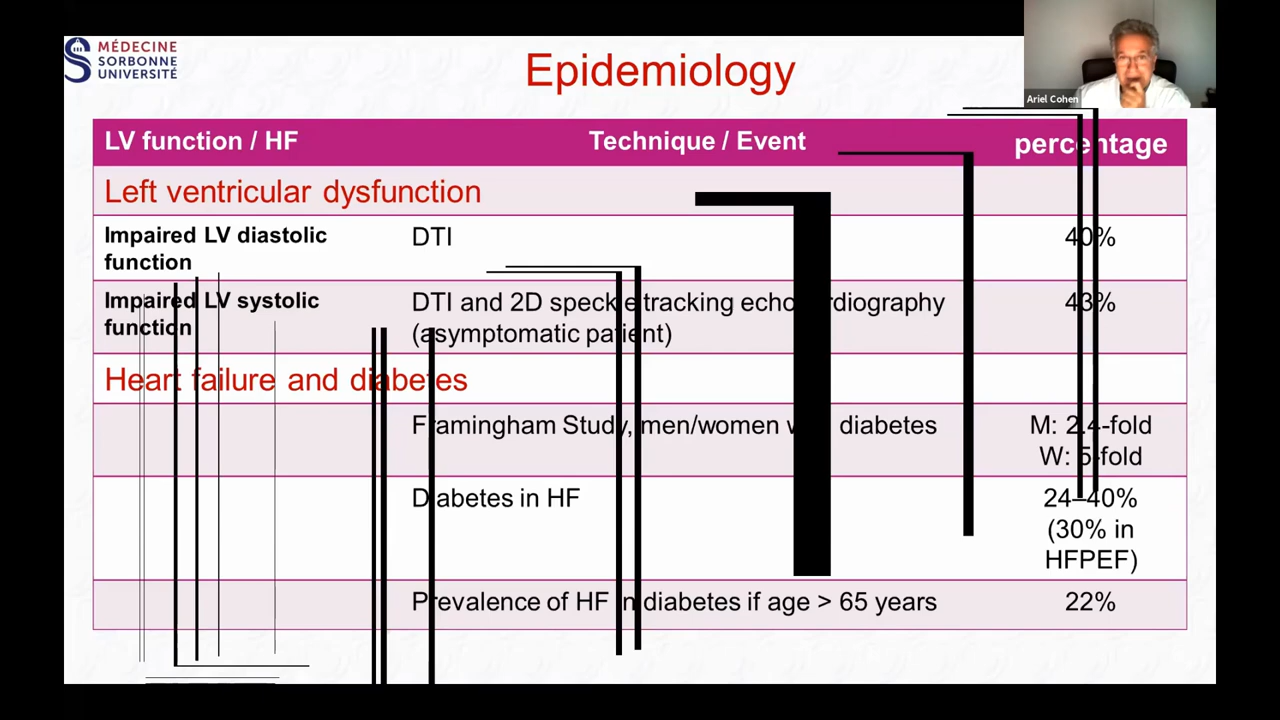 MÉDECINE
SORBONNE
UNIVERSITÉ
Epidemiology
Ariel Cohen
LV function / HF Technique / Event percentage
Left ventricular dysfunction
Impaired LV diastolic function DTI 40%
Impaired LV systolic function DTI and 2D speckle tracking echocardiography (asymptomatic patient) 43%
Heart failure and diabetes
Framingham Study, men/women with diabetes M: 2.4-fold
W: 5-fold
Diabetes in HF 24–40%
(30% in
HFPEF)
Prevalence of HF in diabetes if age > 65 years 22%